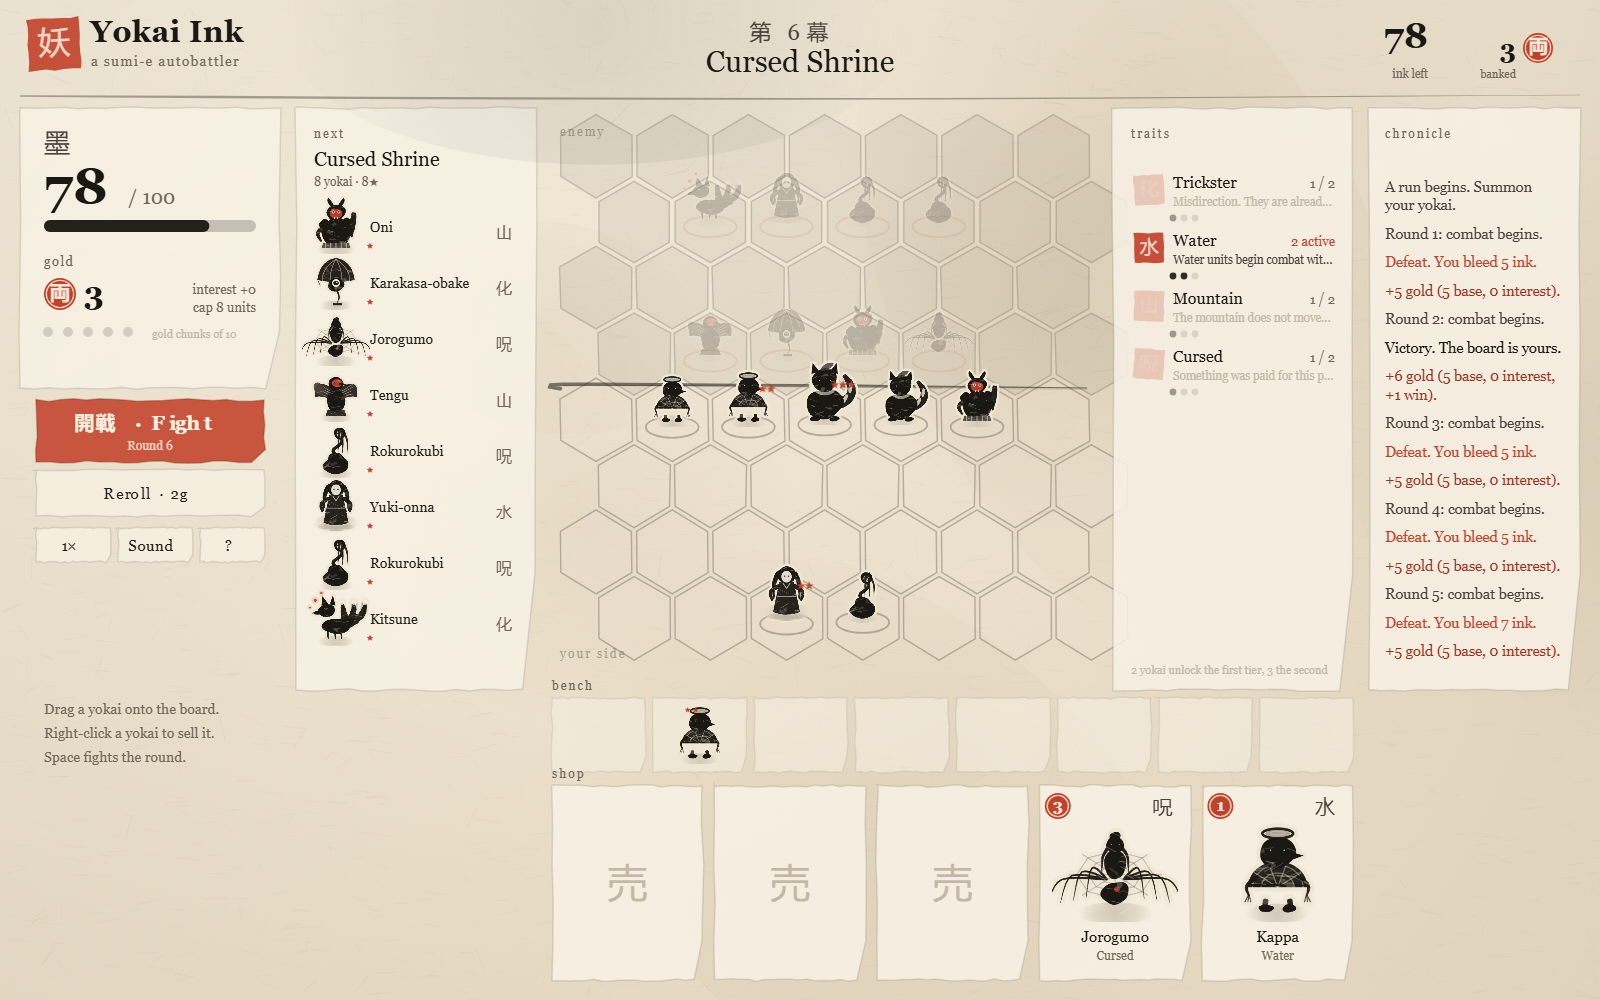 妖
Yokai Ink
a sumi-e autobattler
第 6 幕
Cursed Shrine
78
ink left
3
両
banked
墨
78 / 100
gold
両 3
interest +0
cap 8 units
gold chunks of 10
開戦 · Fight
Round 6
Reroll · 2g
1×
Sound
?
Drag a yokai onto the board.
Right-click a yokai to sell it.
Space fights the round.
next
Cursed Shrine
8 yokai · 8★
Oni 山
★
Karakasa-obake 化
★
Jorogumo 呪
★
Tengu 山
★
Rokurokubi 呪
★
Yuki-onna 水
★
Rokurokubi 呪
★
Kitsune 化
★
enemy
★★
★★★
★★
your side
bench
shop
売
売
売
3 呪
Jorogumo
Cursed
1 水
Kappa
Water
traits
化 Trickster 1 / 2
Misdirection. They are alread...
水 Water 2 active
Water units begin combat wit...
山 Mountain 1 / 2
The mountain does not move...
呪 Cursed 1 / 2
Something was paid for this p...
2 yokai unlock the first tier, 3 the second
chronicle
A run begins. Summon
your yokai.
Round 1: combat begins.
Defeat. You bleed 5 ink.
+5 gold (5 base, 0 interest).
Round 2: combat begins.
Victory. The board is yours.
+6 gold (5 base, 0 interest,
+1 win).
Round 3: combat begins.
Defeat. You bleed 5 ink.
+5 gold (5 base, 0 interest).
Round 4: combat begins.
Defeat. You bleed 5 ink.
+5 gold (5 base, 0 interest).
Round 5: combat begins.
Defeat. You bleed 7 ink.
+5 gold (5 base, 0 interest).